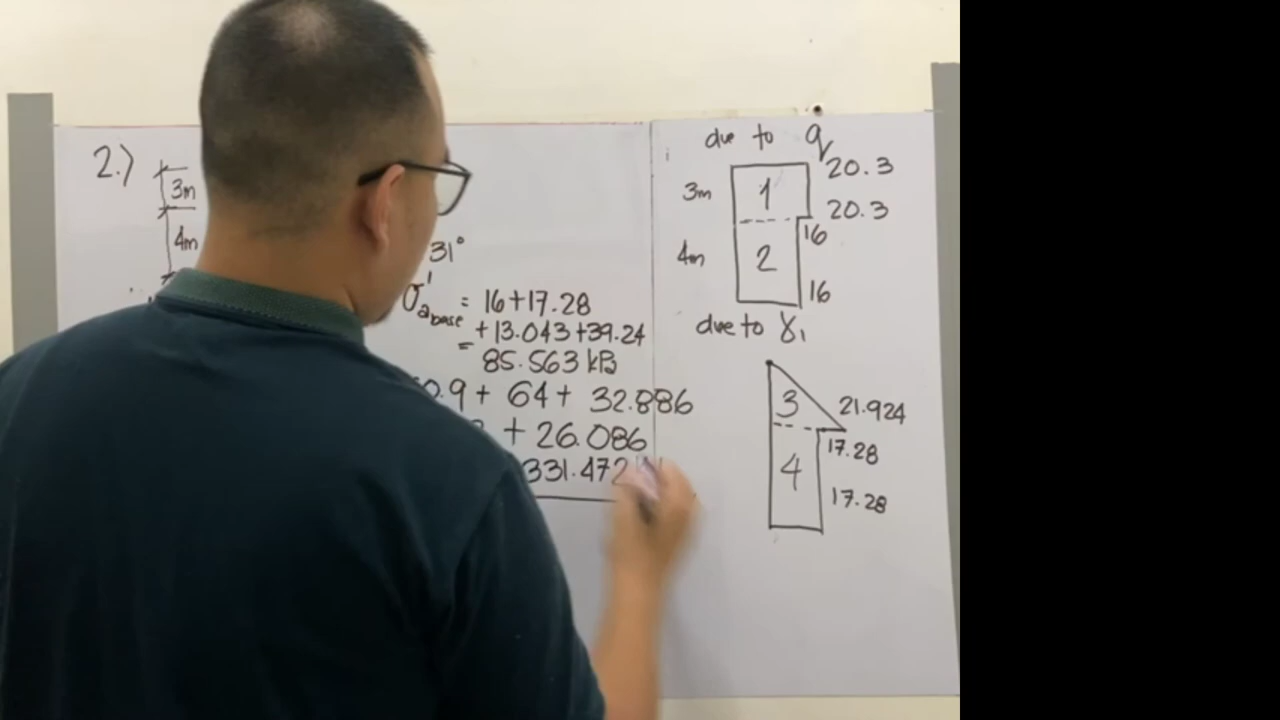 2.)
3m
4m
31°
σ'a base = 16+17.28
+13.043+39.24
= 85.563 kPa
0.9 + 64 + 32.886
+ 26.086
331.472
due to q
3m 1 20.3
20.3
4m 2 16
16
due to γ₁
3 21.924
4 17.28
17.28